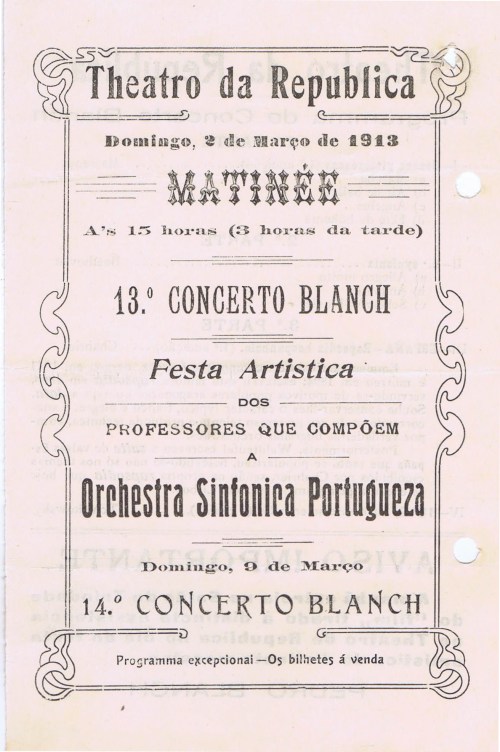 Theatro da Republica
Domingo, 2 de Março de 1913
MATINÉE
A's 15 horas (3 horas da tarde)
13.º CONCERTO BLANCH
Festa Artistica
DOS
PROFESSORES QUE COMPÕEM
A
Orchestra Sinfonica Portugueza
Domingo, 9 de Março
14.º CONCERTO BLANCH
Programma excepcional—Os bilhetes á venda